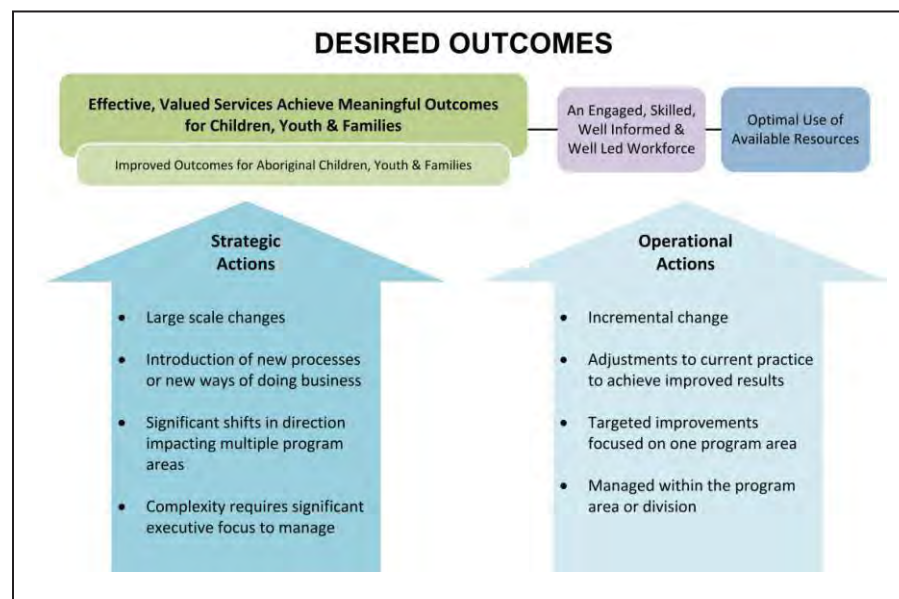 DESIRED OUTCOMES
Effective, Valued Services Achieve Meaningful Outcomes
for Children, Youth & Families
Improved Outcomes for Aboriginal Children, Youth & Families
An Engaged, Skilled,
Well Informed &
Well Led Workforce
Optimal Use of
Available Resources
Strategic
Actions
• Large scale changes
• Introduction of new processes
or new ways of doing business
• Significant shifts in direction
impacting multiple program
areas
• Complexity requires significant
executive focus to manage
Operational
Actions
• Incremental change
• Adjustments to current practice
to achieve improved results
• Targeted improvements
focused on one program area
• Managed within the program
area or division